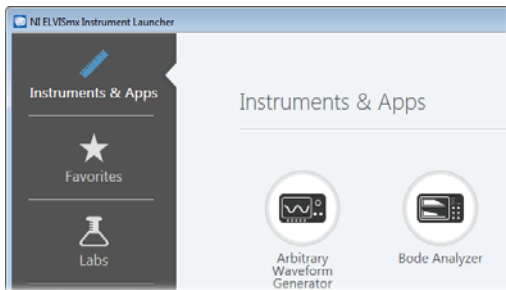 NI ELVISmx Instrument Launcher
Instruments & Apps
Favorites
Labs
Instruments & Apps
Arbitrary
Waveform
Generator
Bode Analyzer